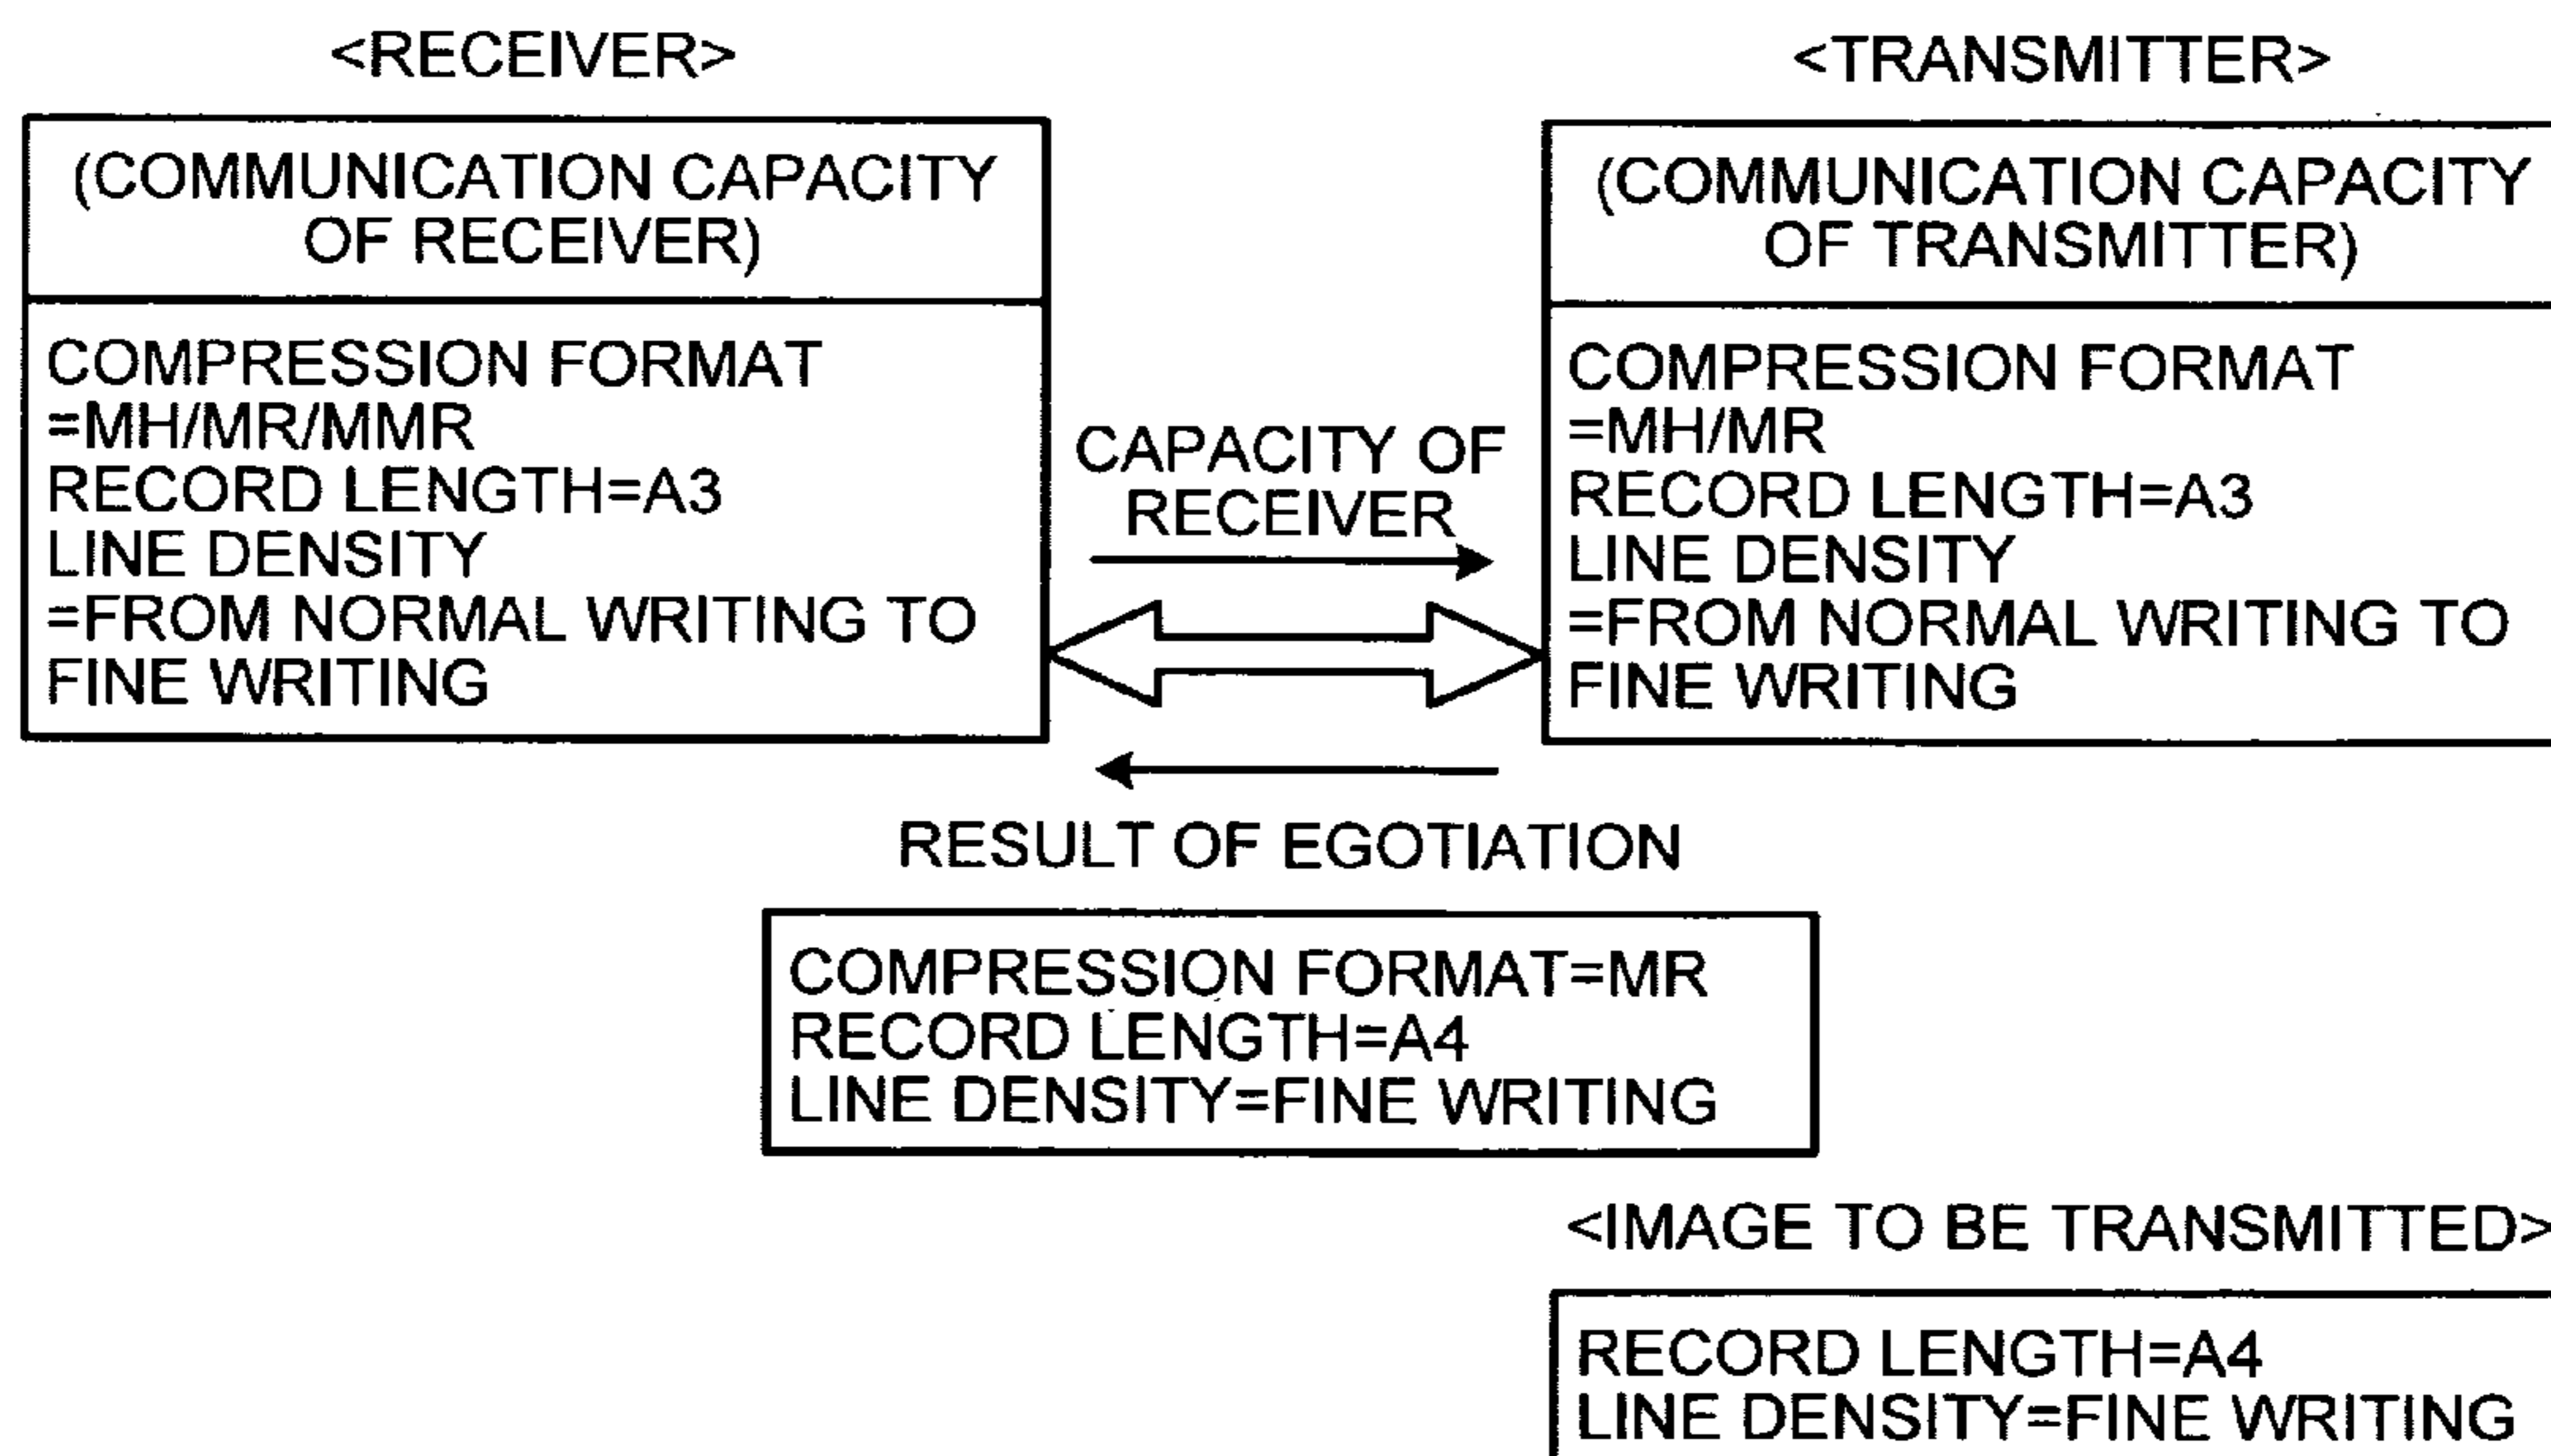 <RECEIVER>
(COMMUNICATION CAPACITY
OF RECEIVER)
COMPRESSION FORMAT
=MH/MR/MMR
RECORD LENGTH=A3
LINE DENSITY
=FROM NORMAL WRITING TO
FINE WRITING
CAPACITY OF
RECEIVER
<TRANSMITTER>
(COMMUNICATION CAPACITY
OF TRANSMITTER)
COMPRESSION FORMAT
=MH/MR
RECORD LENGTH=A3
LINE DENSITY
=FROM NORMAL WRITING TO
FINE WRITING
RESULT OF EGOTIATION
COMPRESSION FORMAT=MR
RECORD LENGTH=A4
LINE DENSITY=FINE WRITING
<IMAGE TO BE TRANSMITTED>
RECORD LENGTH=A4
LINE DENSITY=FINE WRITING